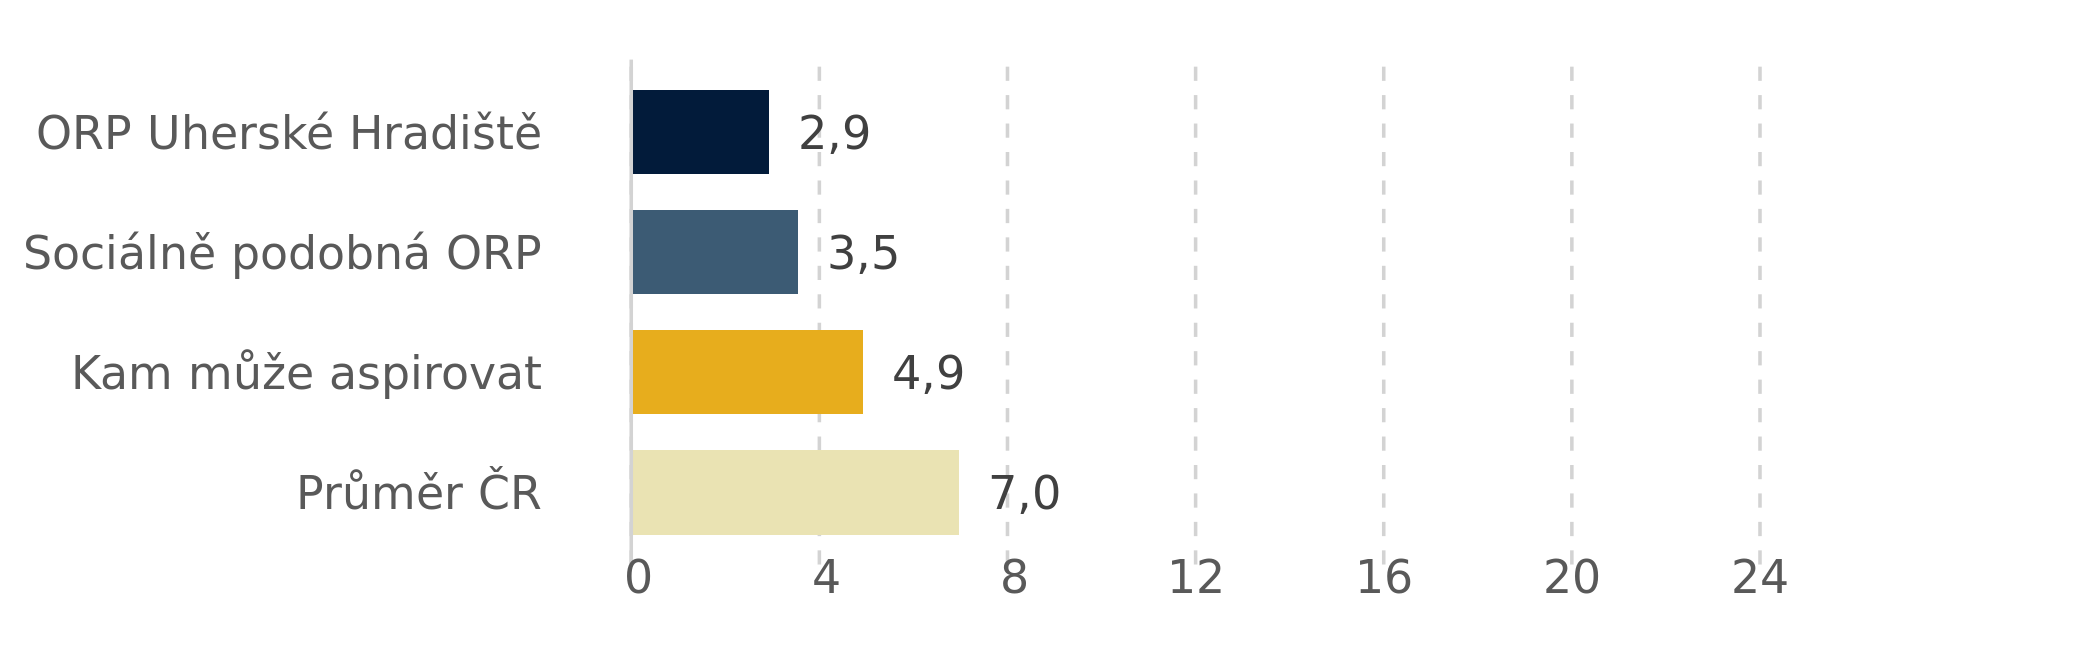 ORP Uherské Hradiště 2,9
Sociálně podobná ORP 3,5
Kam může aspirovat 4,9
Průměr ČR 7,0
0 4 8 12 16 20 24